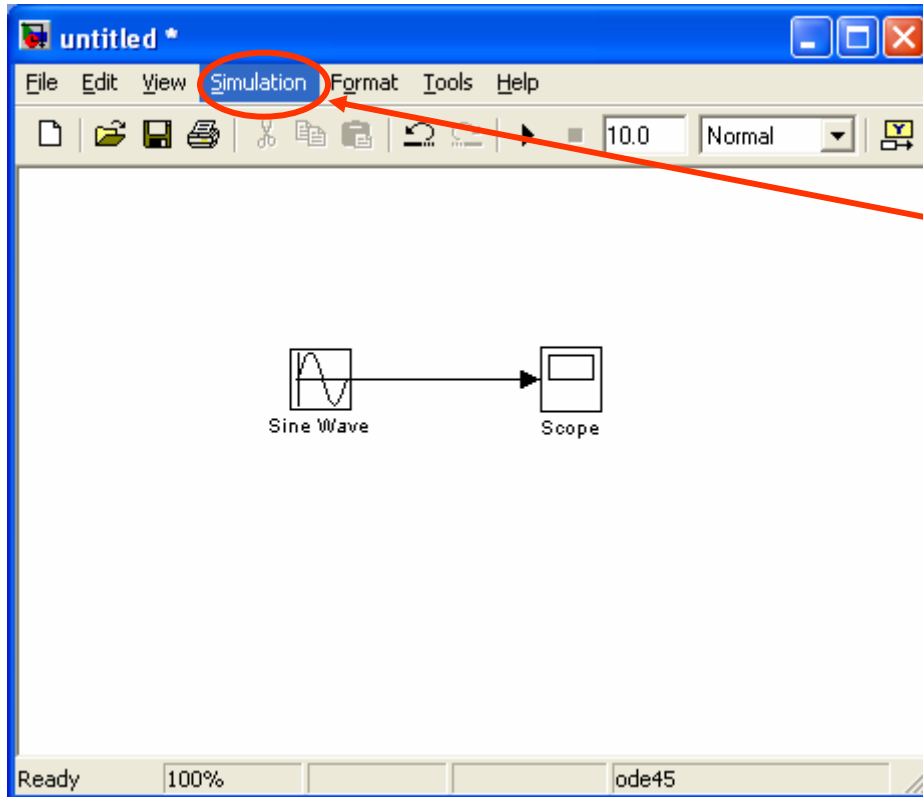 untitled *
File Edit View Simulation Format Tools Help
10.0 Normal
Sine Wave Scope
Ready 100% ode45